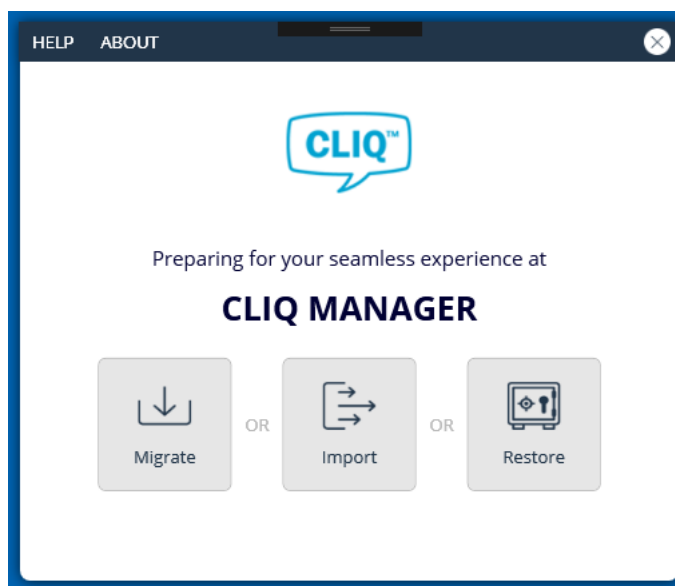 HELP ABOUT
CLIQ™
Preparing for your seamless experience at
CLIQ MANAGER
Migrate OR Import OR Restore